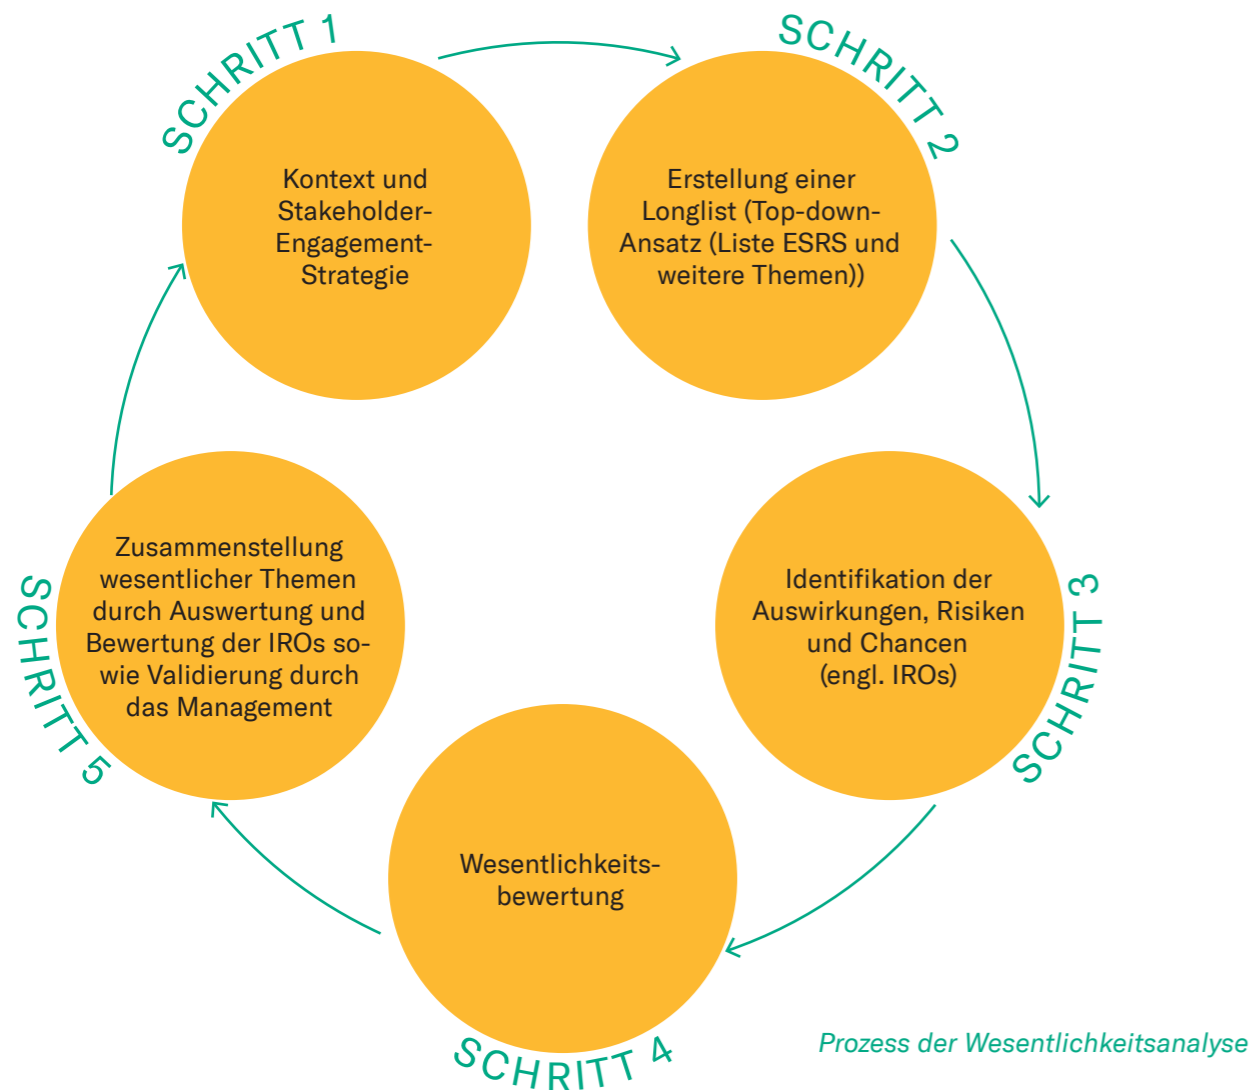 SCHRITT 1
Kontext und
Stakeholder-
Engagement-
Strategie
SCHRITT 2
Erstellung einer
Longlist (Top-down-
Ansatz (Liste ESRS und
weitere Themen))
SCHRITT 3
Identifikation der
Auswirkungen, Risiken
und Chancen
(engl. IROs)
SCHRITT 4
Wesentlichkeits-
bewertung
SCHRITT 5
Zusammenstellung
wesentlicher Themen
durch Auswertung und
Bewertung der IROs so-
wie Validierung durch
das Management
Prozess der Wesentlichkeitsanalyse